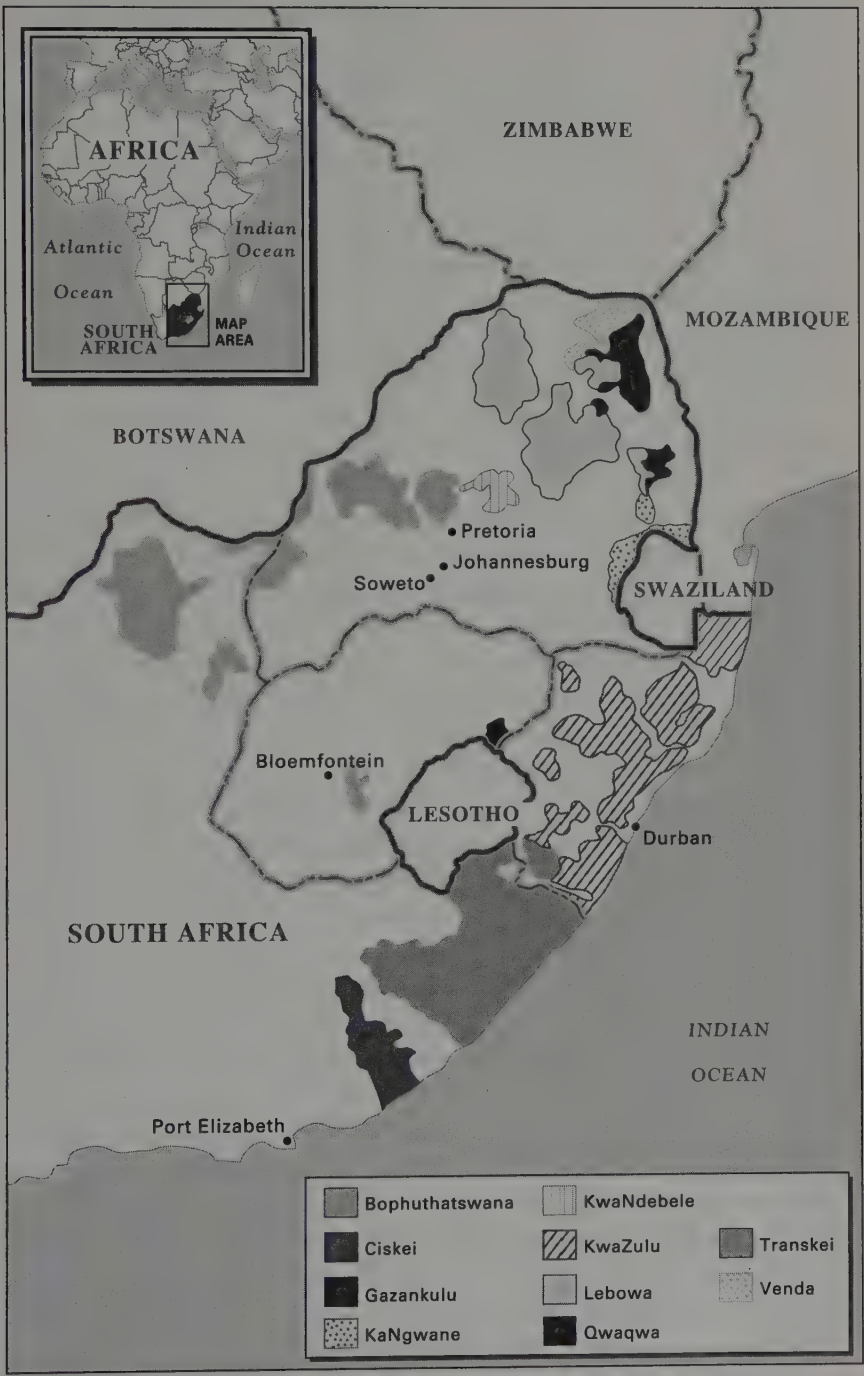 AFRICA
Atlantic
Ocean
Indian
Ocean
SOUTH
AFRICA
MAP
AREA
ZIMBABWE
MOZAMBIQUE
BOTSWANA
Pretoria
Johannesburg
Soweto
SWAZILAND
Bloemfontein
LESOTHO
Durban
SOUTH AFRICA
INDIAN
OCEAN
Port Elizabeth
Bophuthatswana
Ciskei
Gazankulu
KaNgwane
KwaNdebele
KwaZulu
Lebowa
Qwaqwa
Transkei
Venda